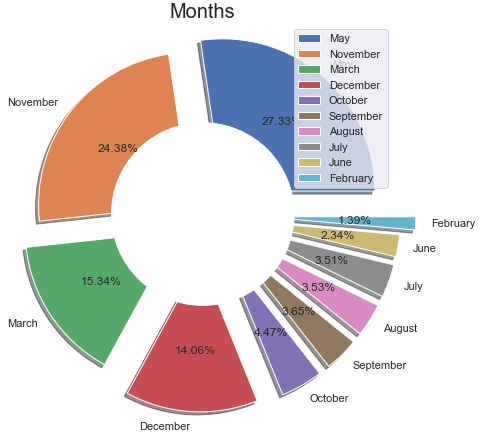 Months
May
November
March
December
October
September
August
July
June
February
May
27.33%
November
24.38%
March
15.34%
December
14.06%
October
4.47%
September
3.65%
August
3.53%
July
3.51%
June
2.34%
February
1.39%